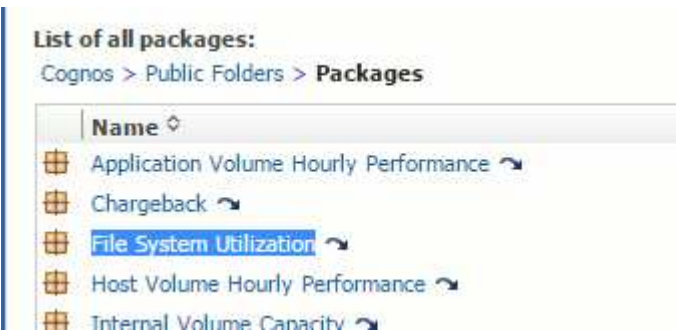 List of all packages:
Cognos > Public Folders > Packages
Name
Application Volume Hourly Performance
Chargeback
File System Utilization
Host Volume Hourly Performance
Internal Volume Capacity